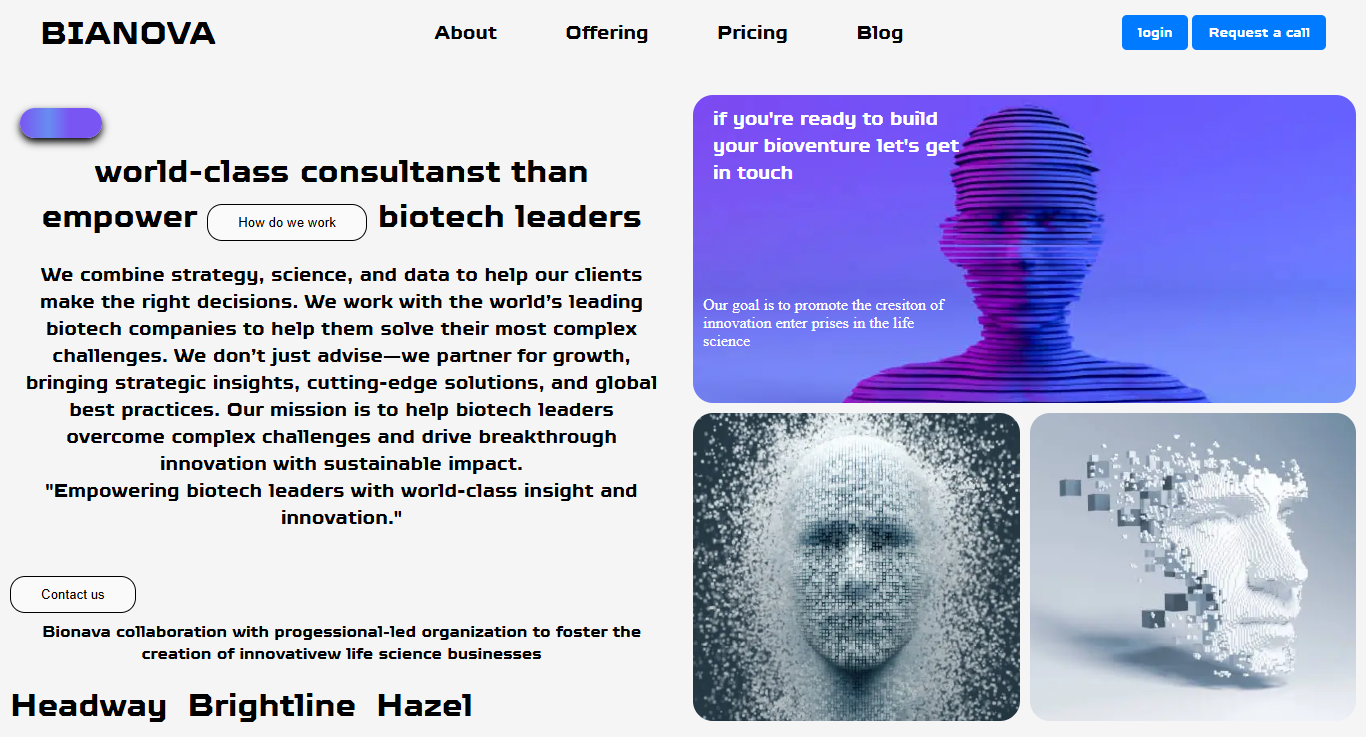 BIANOVA
About
Offering
Pricing
Blog
login
Request a call
world-class consultanst than
empower How do we work biotech leaders
We combine strategy, science, and data to help our clients
make the right decisions. We work with the world’s leading
biotech companies to help them solve their most complex
challenges. We don’t just advise—we partner for growth,
bringing strategic insights, cutting-edge solutions, and global
best practices. Our mission is to help biotech leaders
overcome complex challenges and drive breakthrough
innovation with sustainable impact.
"Empowering biotech leaders with world-class insight and
innovation."
Contact us
Bionava collaboration with progessional-led organization to foster the
creation of innovativew life science businesses
Headway Brightline Hazel
if you're ready to build
your bioventure let's get
in touch
Our goal is to promote the cresiton of
innovation enter prises in the life
science